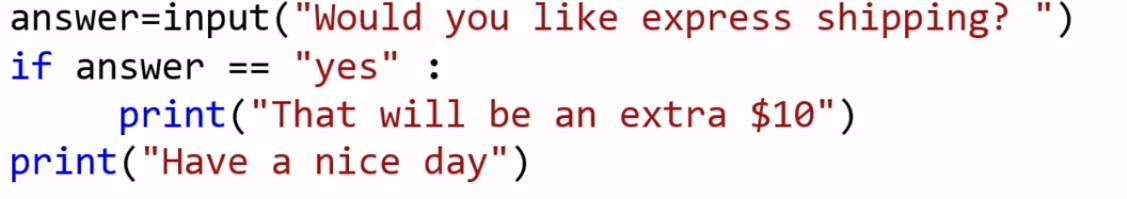 answer=input("Would you like express shipping? ")
if answer == "yes" :
     print("That will be an extra $10")
print("Have a nice day")